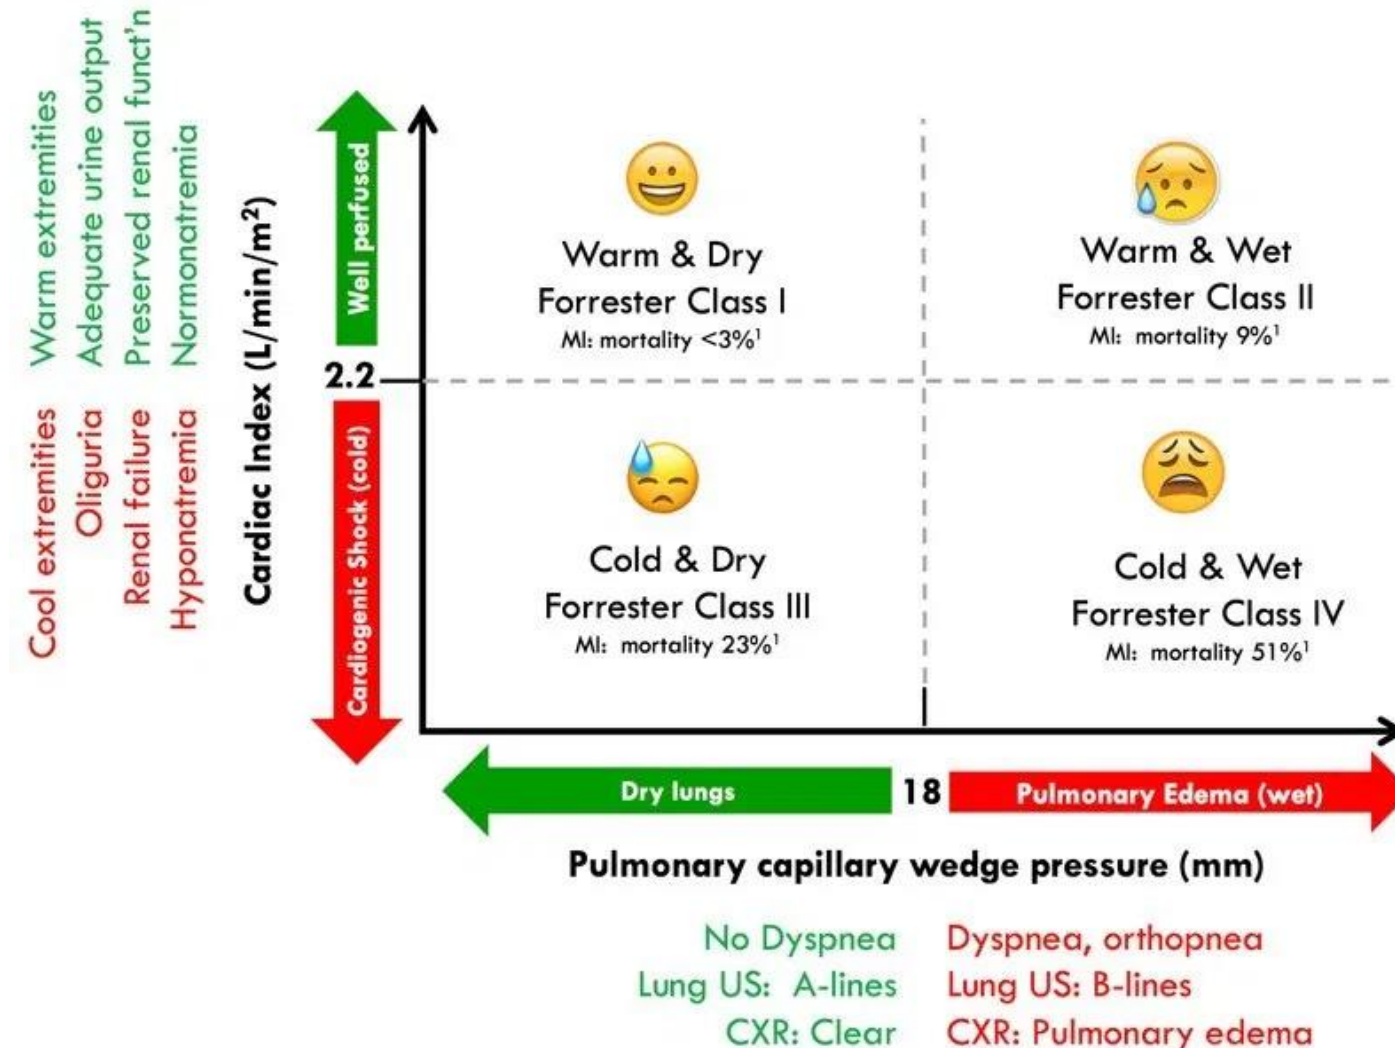 Warm extremities
Adequate urine output
Preserved renal funct'n
Normonatremia
Cool extremities
Oliguria
Renal failure
Hyponatremia
Cardiac Index (L/min/m²)
Well perfused
2.2
Cardiogenic Shock (cold)
Warm & Dry
Forrester Class I
MI: mortality <3%¹
Warm & Wet
Forrester Class II
MI: mortality 9%¹
Cold & Dry
Forrester Class III
MI: mortality 23%¹
Cold & Wet
Forrester Class IV
MI: mortality 51%¹
Dry lungs
18
Pulmonary Edema (wet)
Pulmonary capillary wedge pressure (mm)
No Dyspnea
Lung US: A-lines
CXR: Clear
Dyspnea, orthopnea
Lung US: B-lines
CXR: Pulmonary edema